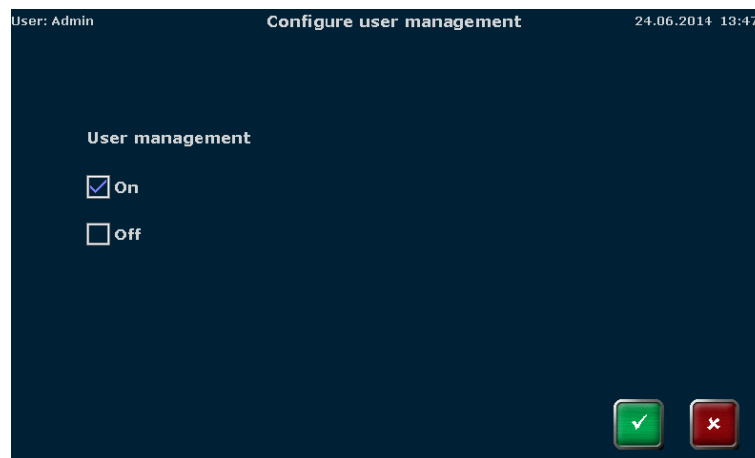 User: Admin Configure user management 24.06.2014 13:47
User management
On
Off